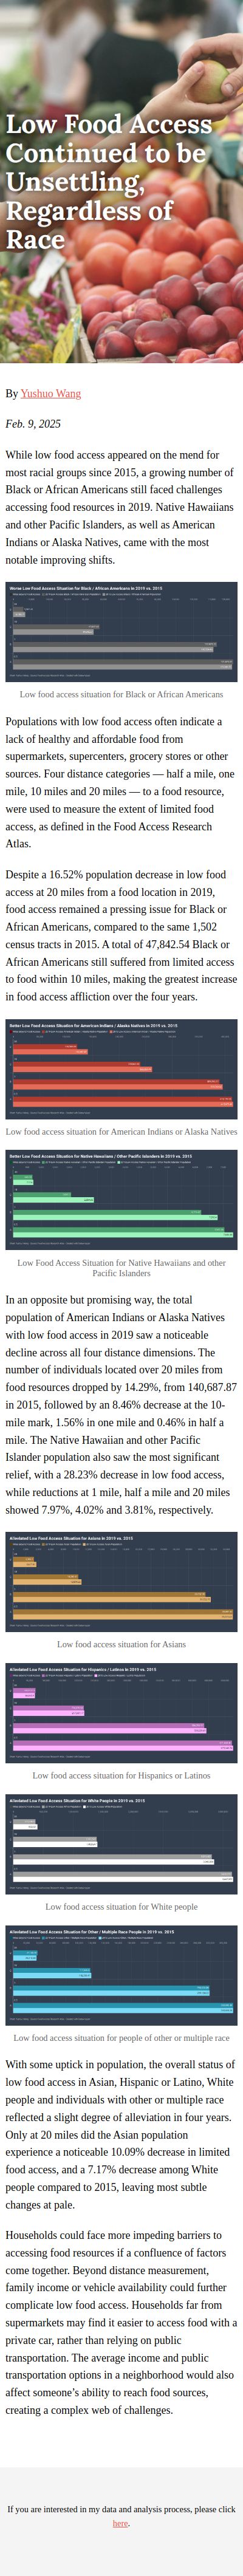 Low Food Access
Continued to be
Unsettling,
Regardless of
Race
By Yushuo Wang
Feb. 9, 2025
While low food access appeared on the mend for
most racial groups since 2015, a growing number of
Black or African Americans still faced challenges
accessing food resources in 2019. Native Hawaiians
and other Pacific Islanders, as well as American
Indians or Alaska Natives, came with the most
notable improving shifts.
Worse Low Food Access Situation for Black / African Americans in 2019 vs. 2015
Low food access situation for Black or African Americans
Populations with low food access often indicate a
lack of healthy and affordable food from
supermarkets, supercenters, grocery stores or other
sources. Four distance categories — half a mile, one
mile, 10 miles and 20 miles — to a food resource,
were used to measure the extent of limited food
access, as defined in the Food Access Research
Atlas.
Despite a 16.52% population decrease in low food
access at 20 miles from a food location in 2019,
food access remained a pressing issue for Black or
African Americans, compared to the same 1,502
census tracts in 2015. A total of 47,842.54 Black or
African Americans still suffered from limited access
to food within 10 miles, making the greatest increase
in food access affliction over the four years.
Better Low Food Access Situation for American Indians / Alaska Natives in 2019 vs. 2015
Low food access situation for American Indians or Alaska Natives
Better Low Food Access Situation for Native Hawaiians / Other Pacific Islanders in 2019 vs. 2015
Low Food Access Situation for Native Hawaiians and other
Pacific Islanders
In an opposite but promising way, the total
population of American Indians or Alaska Natives
with low food access in 2019 saw a noticeable
decline across all four distance dimensions. The
number of individuals located over 20 miles from
food resources dropped by 14.29%, from 140,687.87
in 2015, followed by an 8.46% decrease at the 10-
mile mark, 1.56% in one mile and 0.46% in half a
mile. The Native Hawaiian and other Pacific
Islander population also saw the most significant
relief, with a 28.23% decrease in low food access,
while reductions at 1 mile, half a mile and 20 miles
showed 7.97%, 4.02% and 3.81%, respectively.
Alleviated Low Food Access Situation for Asians in 2019 vs. 2015
Low food access situation for Asians
Alleviated Low Food Access Situation for Hispanics / Latinos in 2019 vs. 2015
Low food access situation for Hispanics or Latinos
Alleviated Low Food Access Situation for White People in 2019 vs. 2015
Low food access situation for White people
Alleviated Low Food Access Situation for Other / Multiple Race People in 2019 vs. 2015
Low food access situation for people of other or multiple race
With some uptick in population, the overall status of
low food access in Asian, Hispanic or Latino, White
people and individuals with other or multiple race
reflected a slight degree of alleviation in four years.
Only at 20 miles did the Asian population
experience a noticeable 10.09% decrease in limited
food access, and a 7.17% decrease among White
people compared to 2015, leaving most subtle
changes at pale.
Households could face more impeding barriers to
accessing food resources if a confluence of factors
come together. Beyond distance measurement,
family income or vehicle availability could further
complicate low food access. Households far from
supermarkets may find it easier to access food with a
private car, rather than relying on public
transportation. The average income and public
transportation options in a neighborhood would also
affect someone’s ability to reach food sources,
creating a complex web of challenges.
If you are interested in my data and analysis process, please click
here.